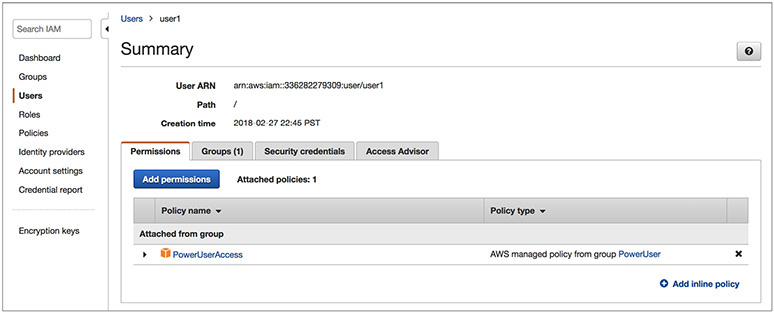 Search IAM
Dashboard
Groups
Users
Roles
Policies
Identity providers
Account settings
Credential report
Encryption keys
Users > user1
Summary
?
User ARN arn:aws:iam::336282279309:user/user1
Path /
Creation time 2018-02-27 22:45 PST
Permissions Groups (1) Security credentials Access Advisor
Add permissions Attached policies: 1
Policy name Policy type
Attached from group
PowerUserAccess AWS managed policy from group PowerUser
Add inline policy